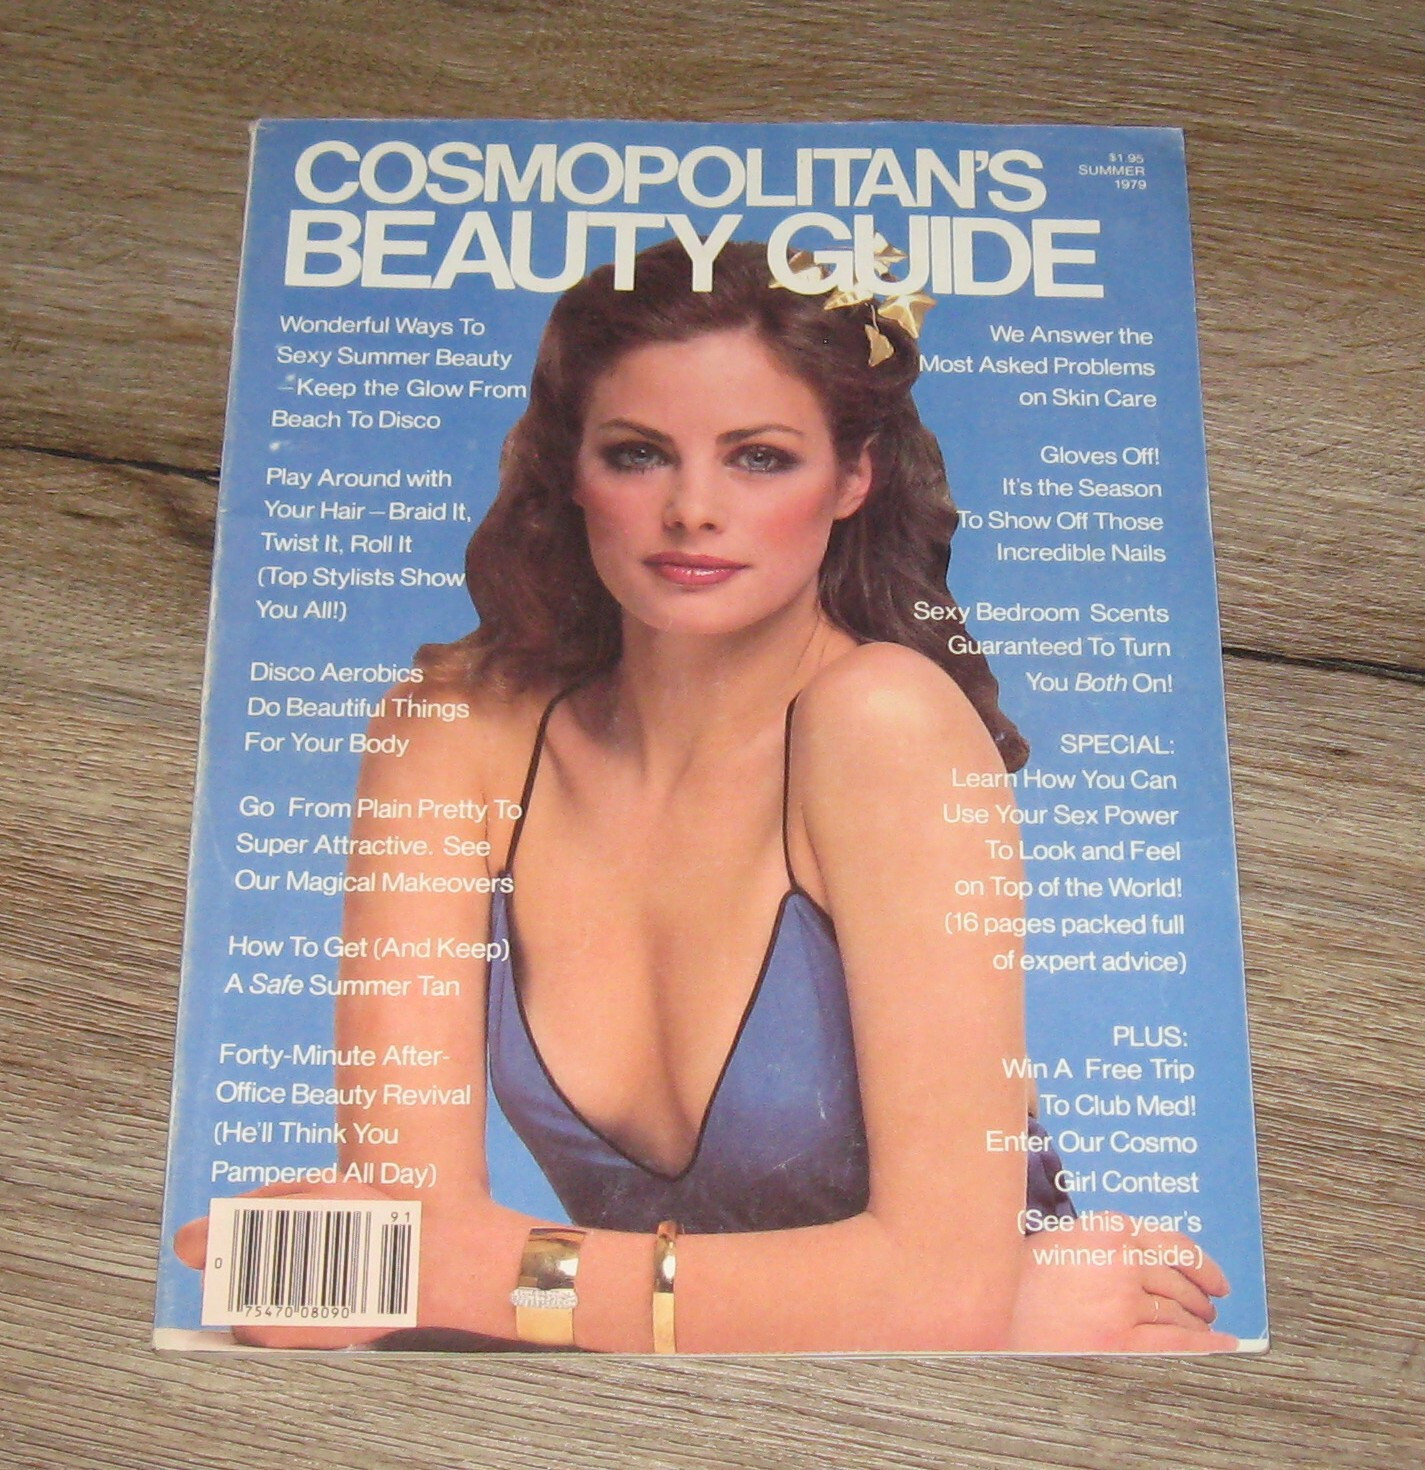 COSMOPOLITAN'S
BEAUTY GUIDE
$1.95
SUMMER
1979
Wonderful Ways To
Sexy Summer Beauty
—Keep the Glow From
Beach To Disco
Play Around with
Your Hair—Braid It,
Twist It, Roll It
(Top Stylists Show
You All!)
Disco Aerobics
Do Beautiful Things
For Your Body
Go From Plain Pretty To
Super Attractive. See
Our Magical Makeovers
How To Get (And Keep)
A Safe Summer Tan
Forty-Minute After-
Office Beauty Revival
(He'll Think You
Pampered All Day)
We Answer the
Most Asked Problems
on Skin Care
Gloves Off!
It's the Season
To Show Off Those
Incredible Nails
Sexy Bedroom Scents
Guaranteed To Turn
You Both On!
SPECIAL:
Learn How You Can
Use Your Sex Power
To Look and Feel
on Top of the World!
(16 pages packed full
of expert advice)
PLUS:
Win A Free Trip
To Club Med!
Enter Our Cosmo
Girl Contest
(See this year's
winner inside)
91
0
75470 08090